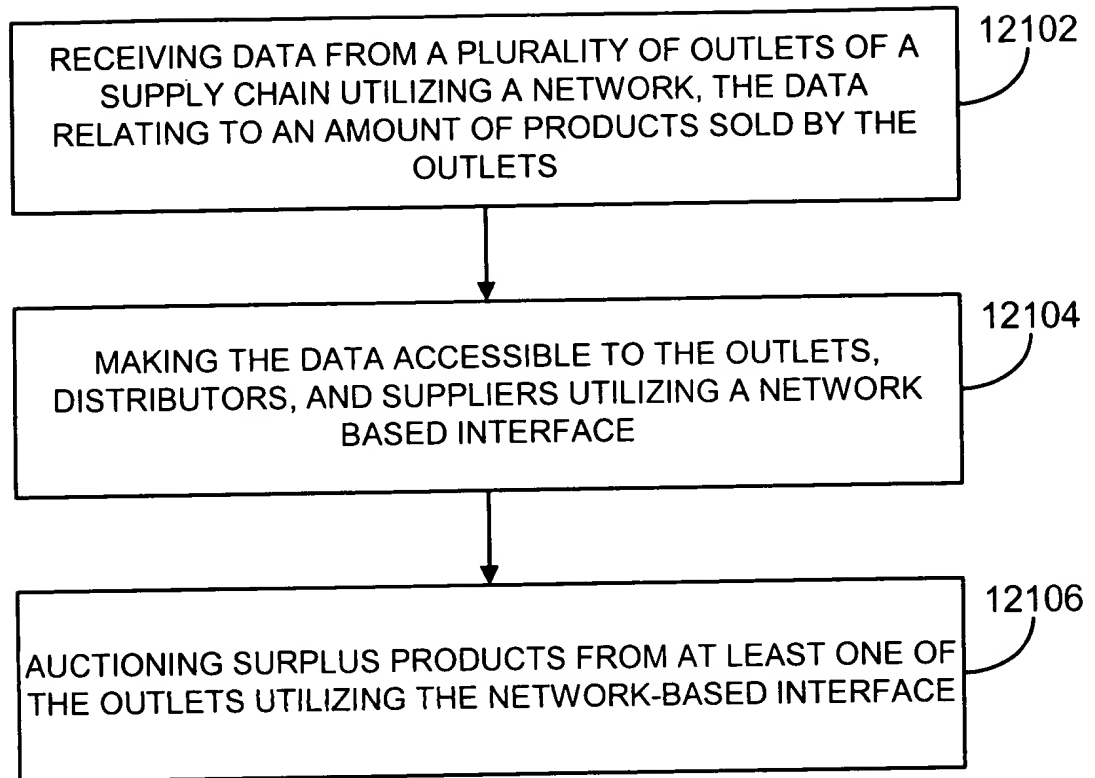 RECEIVING DATA FROM A PLURALITY OF OUTLETS OF A
SUPPLY CHAIN UTILIZING A NETWORK, THE DATA
RELATING TO AN AMOUNT OF PRODUCTS SOLD BY THE
OUTLETS
12102
MAKING THE DATA ACCESSIBLE TO THE OUTLETS,
DISTRIBUTORS, AND SUPPLIERS UTILIZING A NETWORK
BASED INTERFACE
12104
AUCTIONING SURPLUS PRODUCTS FROM AT LEAST ONE OF
THE OUTLETS UTILIZING THE NETWORK-BASED INTERFACE
12106